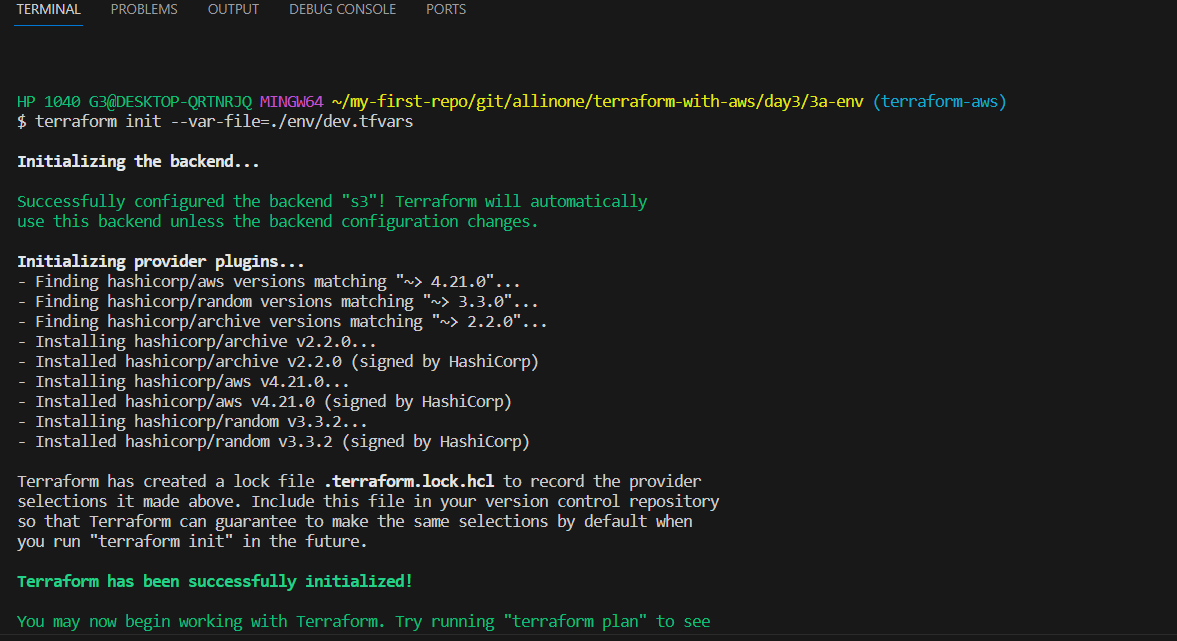 TERMINAL PROBLEMS OUTPUT DEBUG CONSOLE PORTS
HP 1040 G3@DESKTOP-QRTNRJQ MINGW64 ~/my-first-repo/git/allinone/terraform-with-aws/day3/3a-env (terraform-aws)
$ terraform init --var-file=./env/dev.tfvars
Initializing the backend...
Successfully configured the backend "s3"! Terraform will automatically
use this backend unless the backend configuration changes.
Initializing provider plugins...
- Finding hashicorp/aws versions matching "~> 4.21.0"...
- Finding hashicorp/random versions matching "~> 3.3.0"...
- Finding hashicorp/archive versions matching "~> 2.2.0"...
- Installing hashicorp/archive v2.2.0...
- Installed hashicorp/archive v2.2.0 (signed by HashiCorp)
- Installing hashicorp/aws v4.21.0...
- Installed hashicorp/aws v4.21.0 (signed by HashiCorp)
- Installing hashicorp/random v3.3.2...
- Installed hashicorp/random v3.3.2 (signed by HashiCorp)
Terraform has created a lock file .terraform.lock.hcl to record the provider
selections it made above. Include this file in your version control repository
so that Terraform can guarantee to make the same selections by default when
you run "terraform init" in the future.
Terraform has been successfully initialized!
You may now begin working with Terraform. Try running "terraform plan" to see